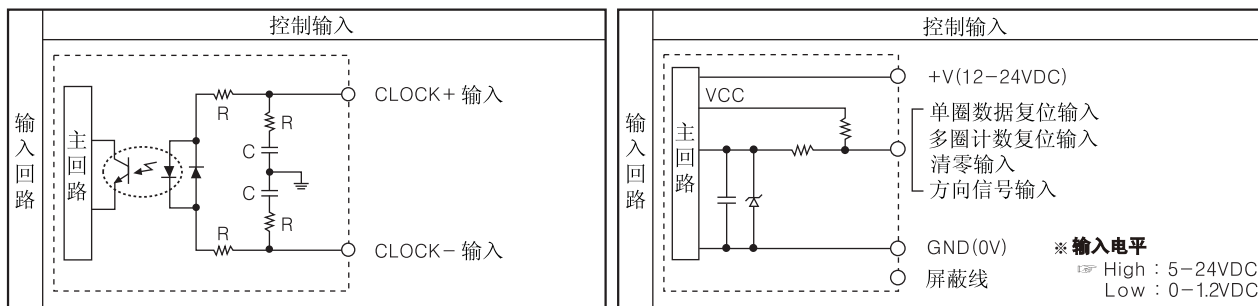 控制输入
输入回路
主回路
R
R
C
C
R
R
CLOCK+ 输入
CLOCK- 输入
控制输入
输入回路
主回路
VCC
+V(12-24VDC)
单圈数据复位输入
多圈计数复位输入
清零输入
方向信号输入
GND(0V)
屏蔽线
※ 输入电平
☞ High : 5-24VDC
Low : 0-1.2VDC